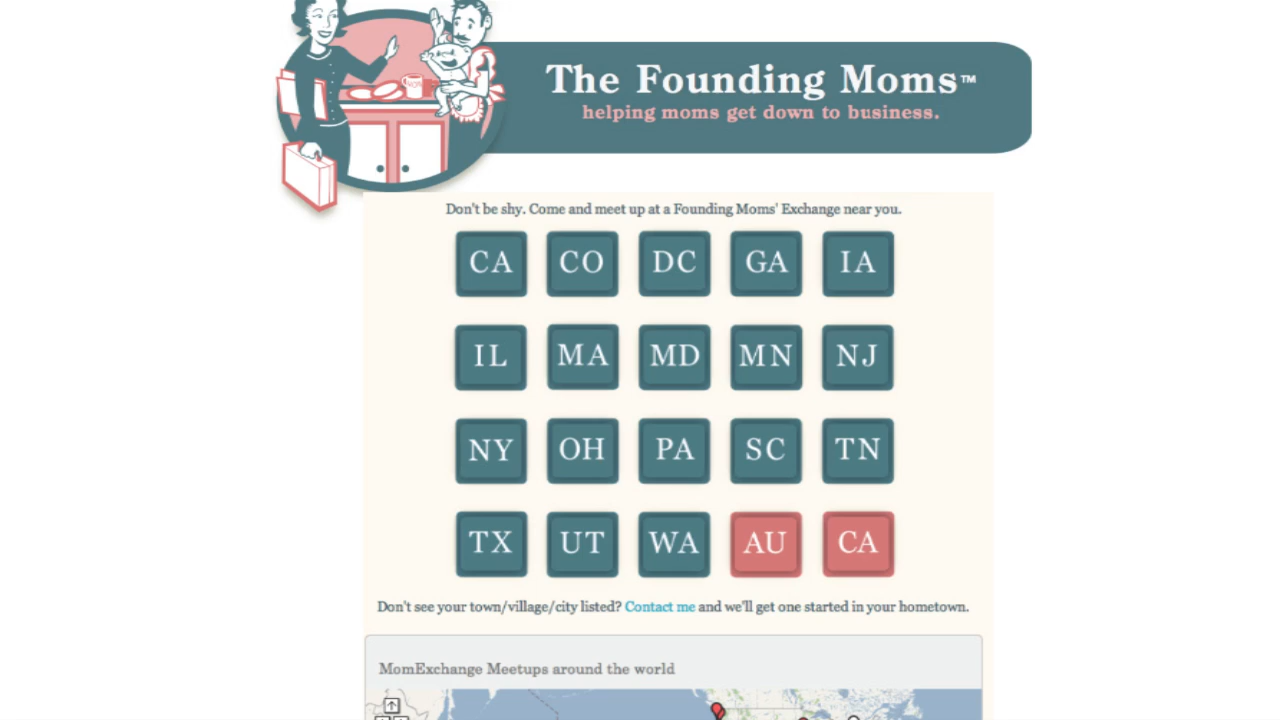 The Founding Moms™
helping moms get down to business.
Don't be shy. Come and meet up at a Founding Moms' Exchange near you.
CA CO DC GA IA
IL MA MD MN NJ
NY OH PA SC TN
TX UT WA AU CA
Don't see your town/village/city listed? Contact me and we'll get one started in your hometown.
MomExchange Meetups around the world